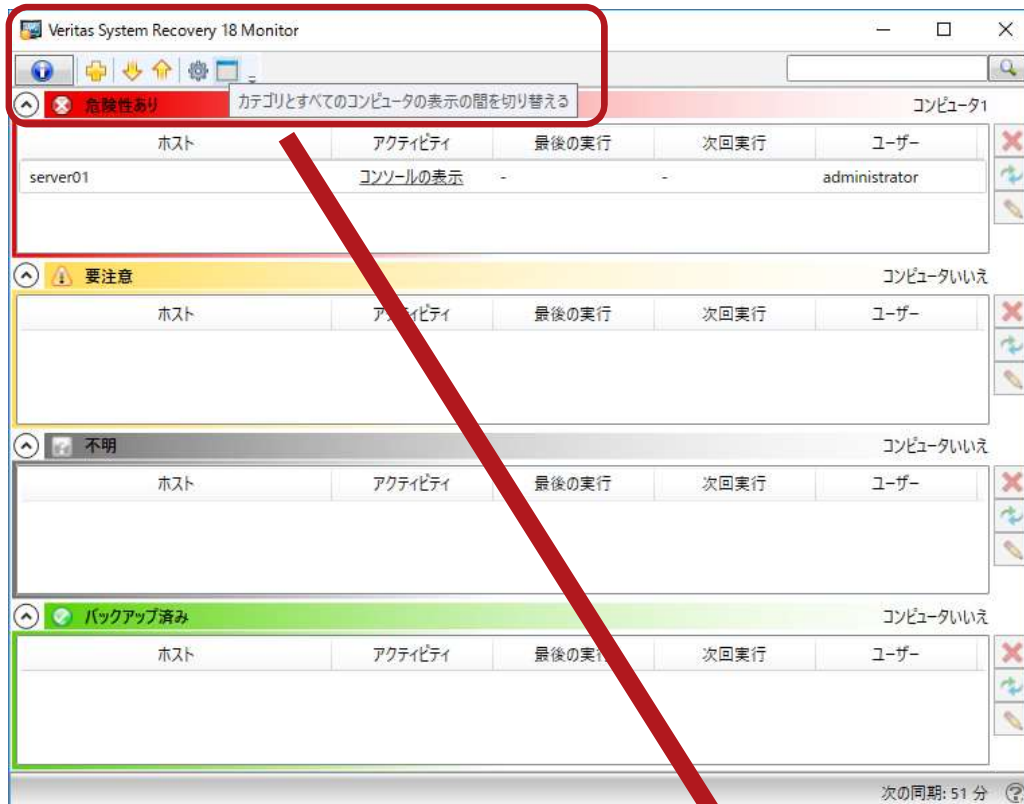 Veritas System Recovery 18 Monitor
カテゴリとすべてのコンピュータの表示の間を切り替える
危険性あり コンピュータ1
ホスト アクティビティ 最後の実行 次回実行 ユーザー
server01 コンソールの表示 - - administrator
要注意 コンピュータいいえ
ホスト アクティビティ 最後の実行 次回実行 ユーザー
不明 コンピュータいいえ
ホスト アクティビティ 最後の実行 次回実行 ユーザー
バックアップ済み コンピュータいいえ
ホスト アクティビティ 最後の実行 次回実行 ユーザー
次の同期: 51 分